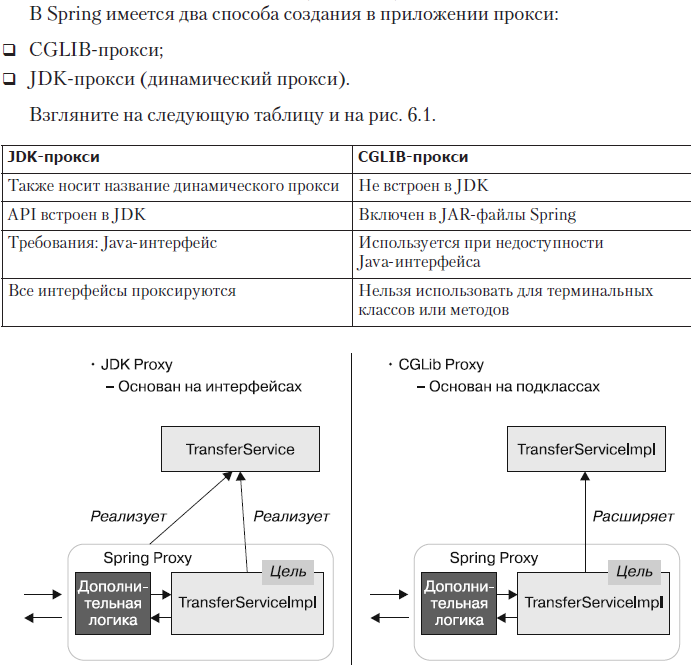 В Spring имеется два способа создания в приложении прокси:
❑ CGLIB-прокси;
❑ JDK-прокси (динамический прокси).
Взгляните на следующую таблицу и на рис. 6.1.
JDK-прокси
CGLIB-прокси
Также носит название динамического прокси
Не встроен в JDK
API встроен в JDK
Включен в JAR-файлы Spring
Требования: Java-интерфейс
Используется при недоступности
Java-интерфейса
Все интерфейсы проксируются
Нельзя использовать для терминальных
классов или методов
· JDK Proxy
– Основан на интерфейсах
TransferService
Реализует
Реализует
Spring Proxy
Цель
Дополни-
тельная
логика
TransferServiceImpl
· CGLib Proxy
– Основан на подклассах
TransferServiceImpl
Расширяет
Spring Proxy
Цель
Дополни-
тельная
логика
TransferServiceImpl